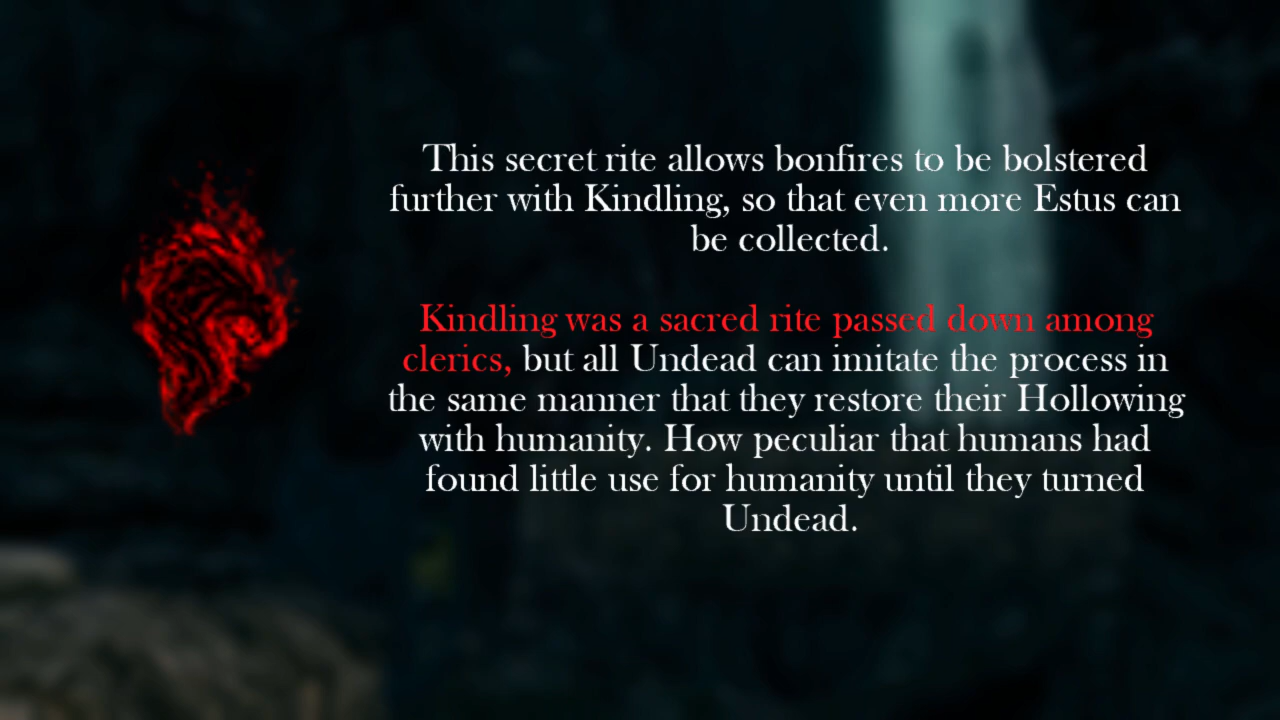 This secret rite allows bonfires to be bolstered
further with Kindling, so that even more Estus can
be collected.
Kindling was a sacred rite passed down among
clerics, but all Undead can imitate the process in
the same manner that they restore their Hollowing
with humanity. How peculiar that humans had
found little use for humanity until they turned
Undead.